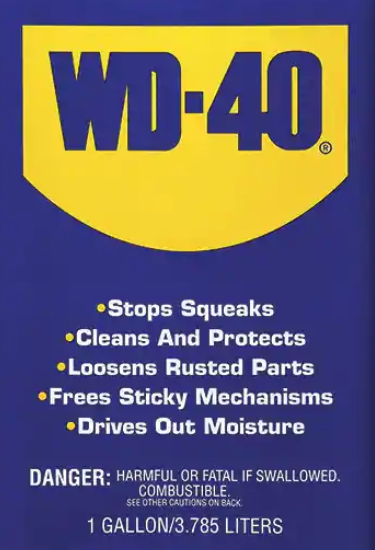 WD-40®
•Stops Squeaks
•Cleans And Protects
•Loosens Rusted Parts
•Frees Sticky Mechanisms
•Drives Out Moisture
DANGER: HARMFUL OR FATAL IF SWALLOWED.
COMBUSTIBLE.
SEE OTHER CAUTIONS ON BACK.
1 GALLON/3.785 LITERS